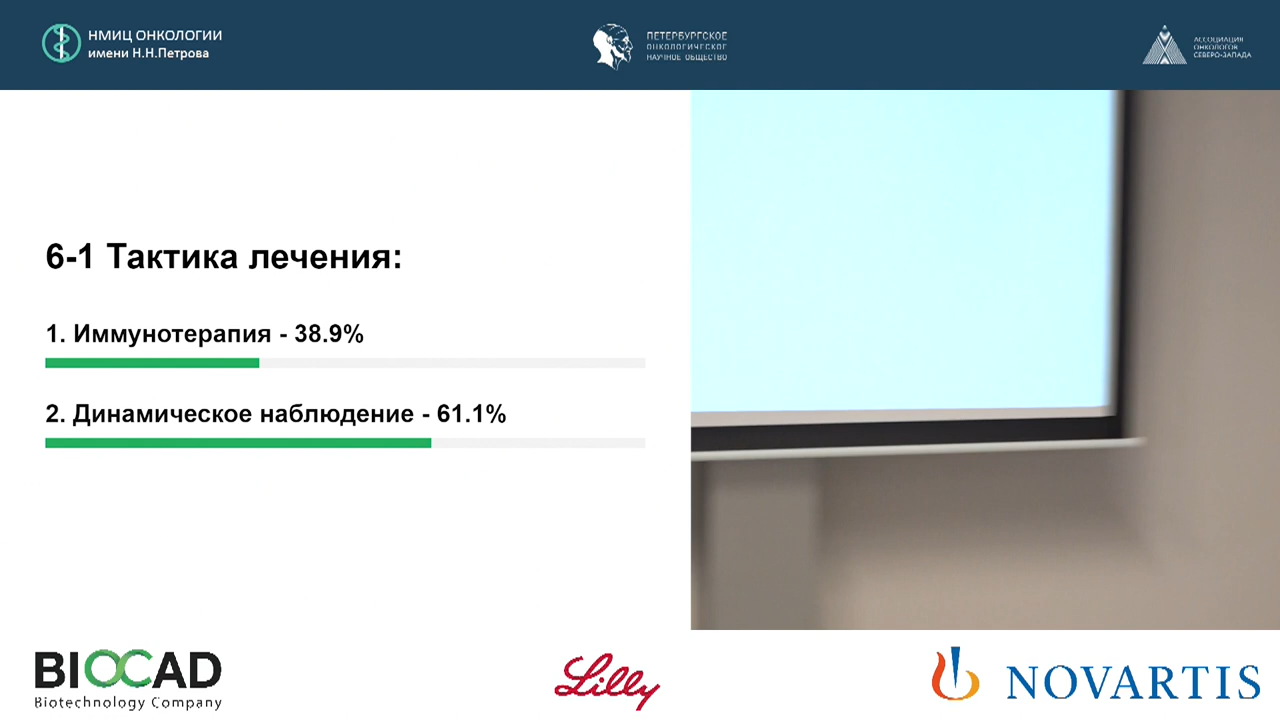 НМИЦ ОНКОЛОГИИ
имени Н.Н.Петрова
ПЕТЕРБУРГСКОЕ
ОНКОЛОГИЧЕСКОЕ
НАУЧНОЕ ОБЩЕСТВО
АССОЦИАЦИЯ
ОНКОЛОГОВ
СЕВЕРО-ЗАПАДА
6-1 Тактика лечения:
1. Иммунотерапия - 38.9%
2. Динамическое наблюдение - 61.1%
BIOCAD
Biotechnology Company
Lilly
NOVARTIS